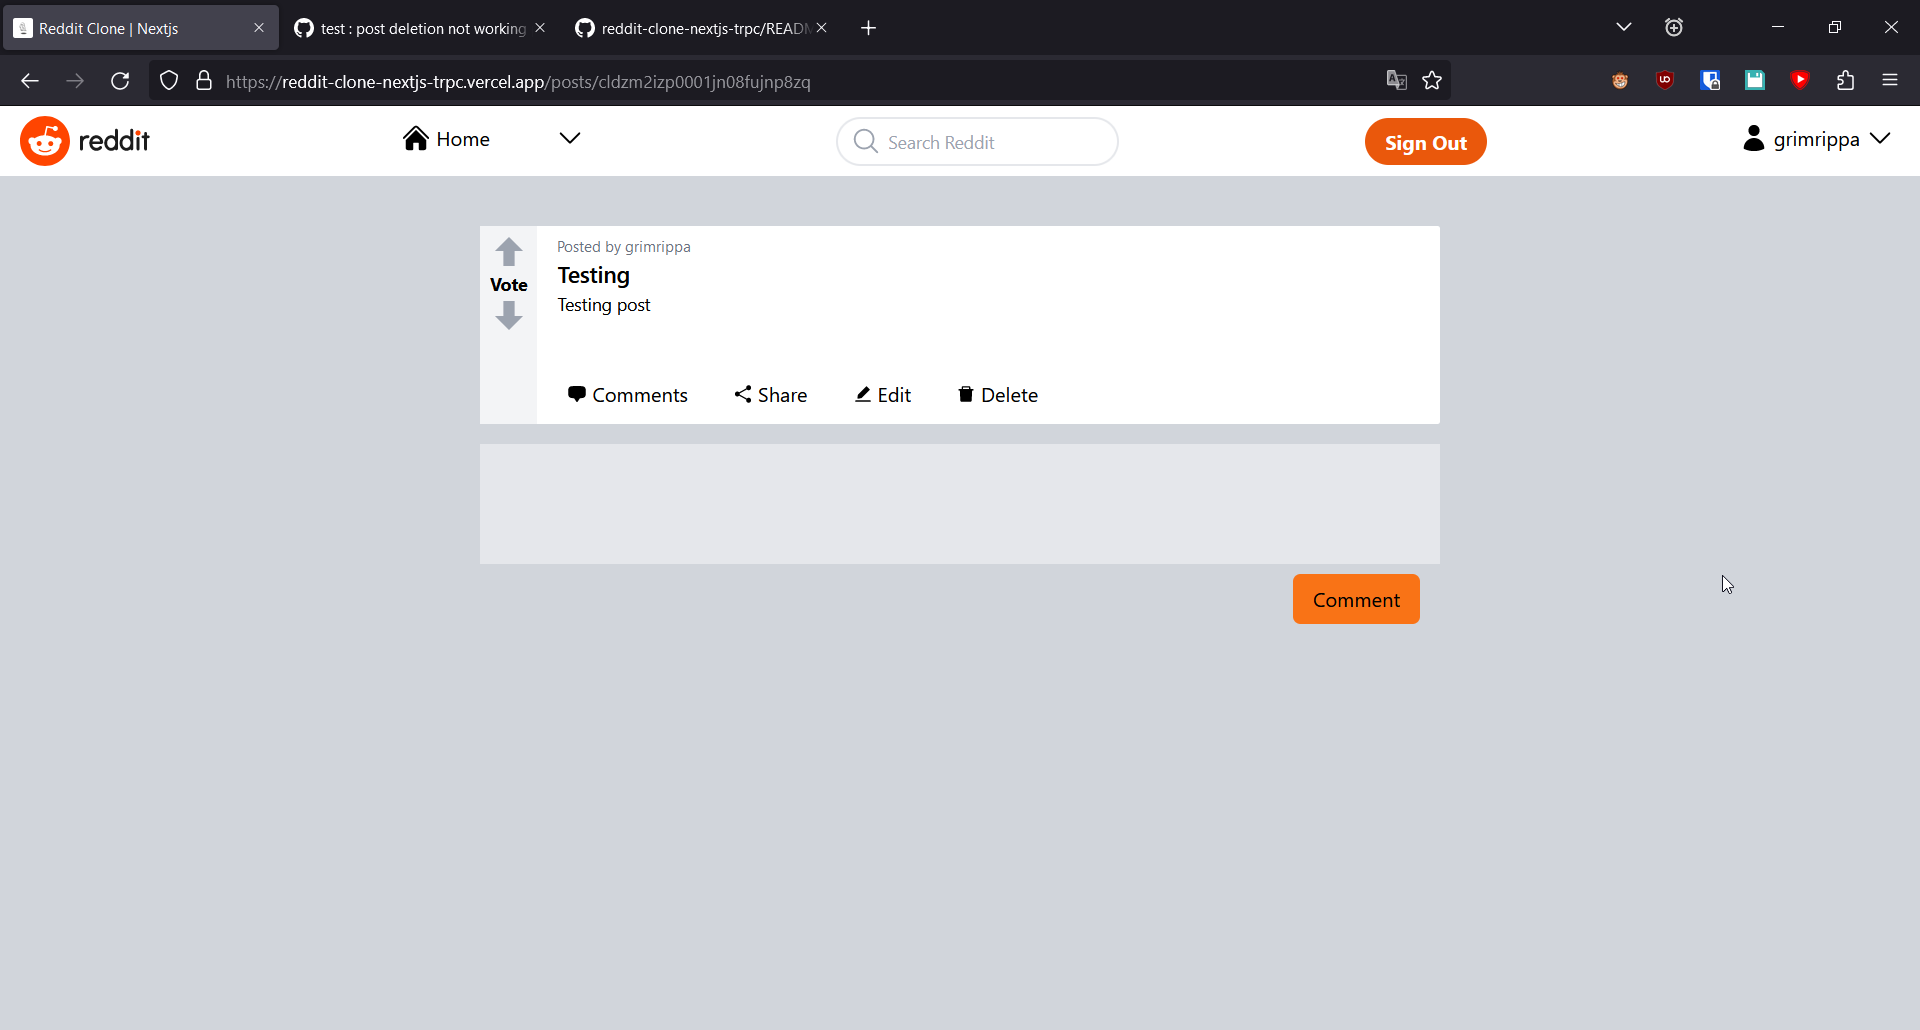 Reddit Clone | Nextjs
test : post deletion not working
reddit-clone-nextjs-trpc/READM
https://reddit-clone-nextjs-trpc.vercel.app/posts/cldzm2izp0001jn08fujnp8zq
reddit
Home
Search Reddit
Sign Out
grimrippa
Posted by grimrippa
Vote
Testing
Testing post
Comments
Share
Edit
Delete
Comment